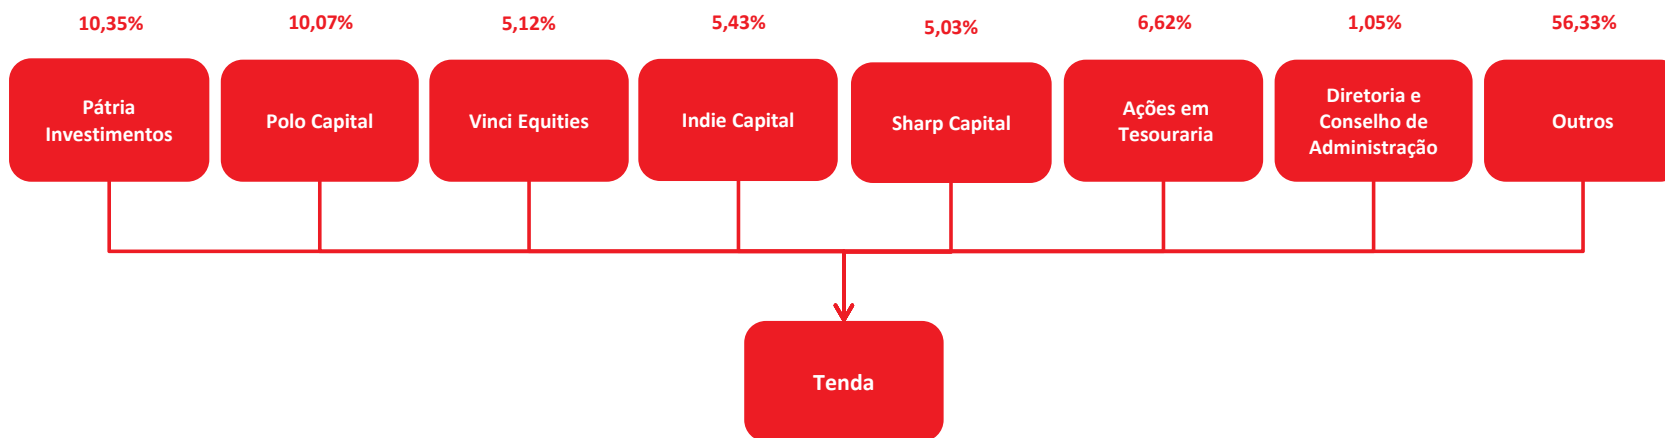 10,35%
10,07%
5,12%
5,43%
5,03%
6,62%
1,05%
56,33%
Pátria
Investimentos
Polo Capital
Vinci Equities
Indie Capital
Sharp Capital
Ações em
Tesouraria
Diretoria e
Conselho de
Administração
Outros
Tenda